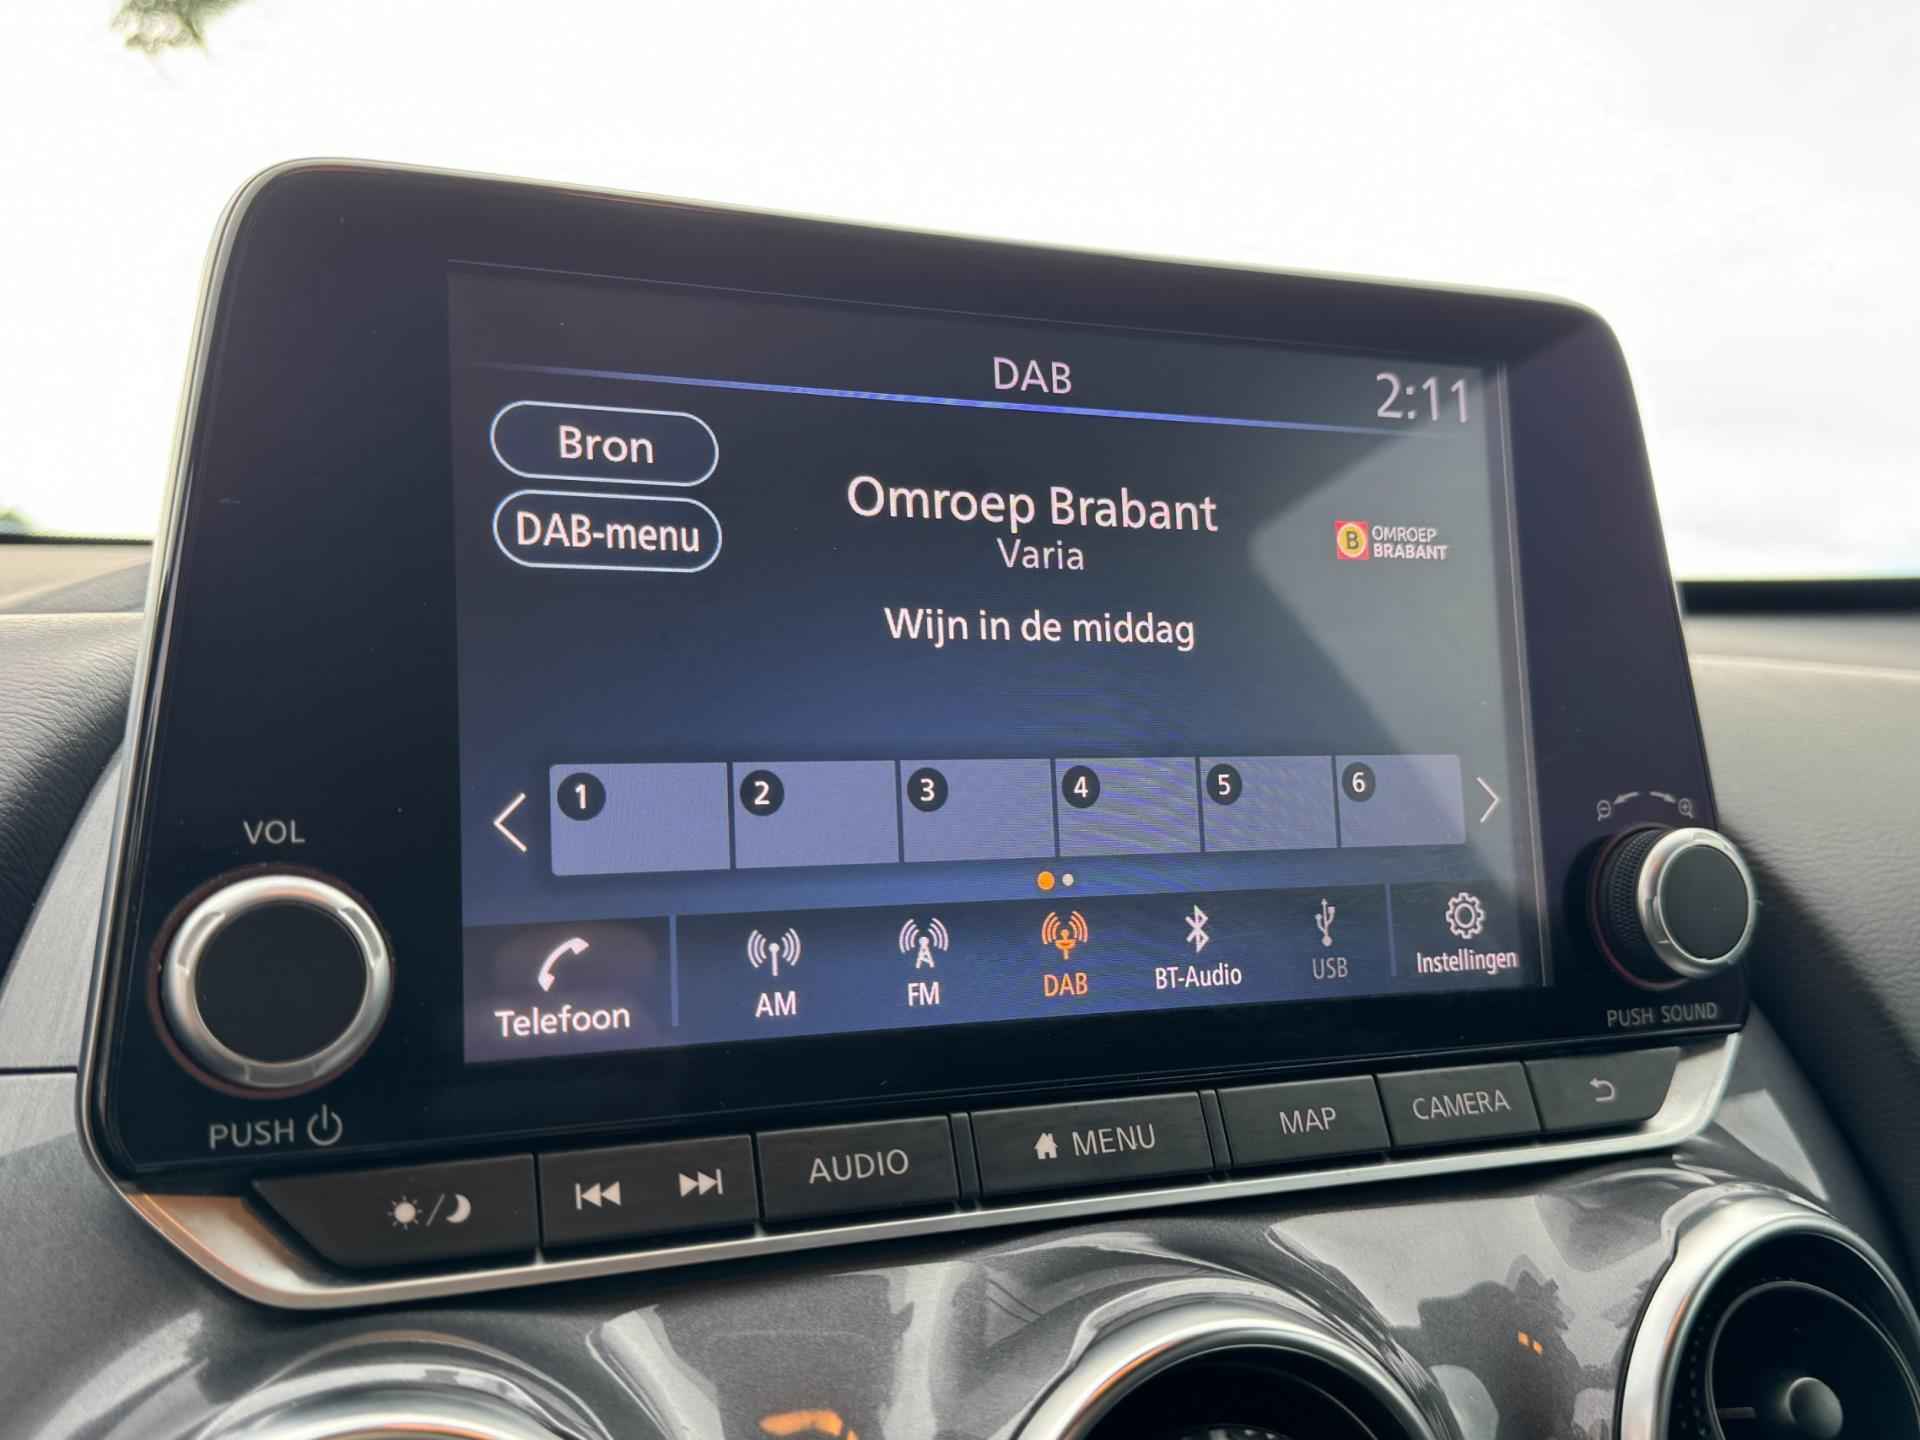 DAB
2:11
Bron
DAB-menu
Omroep Brabant
Varia
B OMROEP
BRABANT
Wijn in de middag
1 2 3 4 5 6
Telefoon
AM
FM
DAB
BT-Audio
USB
Instellingen
VOL
PUSH
PUSH SOUND
AUDIO
MENU
MAP
CAMERA